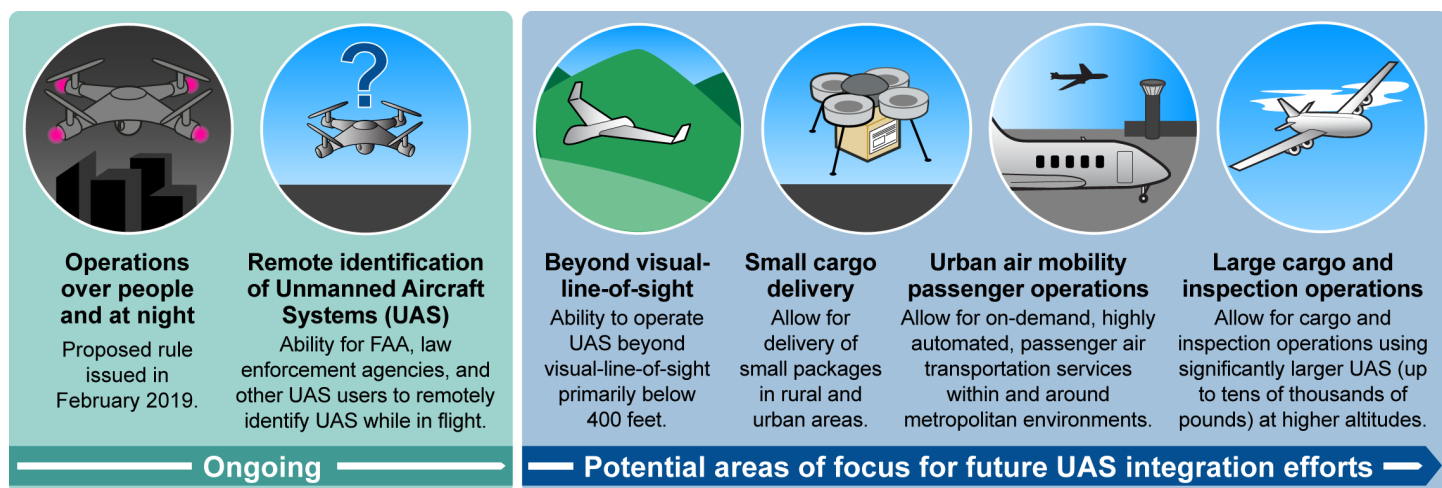 Operations
over people
and at night
Proposed rule
issued in
February 2019.
Remote identification
of Unmanned Aircraft
Systems (UAS)
Ability for FAA, law
enforcement agencies, and
other UAS users to remotely
identify UAS while in flight.
Ongoing
Beyond visual-
line-of-sight
Ability to operate
UAS beyond
visual-line-of-sight
primarily below
400 feet.
Small cargo
delivery
Allow for
delivery of
small packages
in rural and
urban areas.
Urban air mobility
passenger operations
Allow for on-demand, highly
automated, passenger air
transportation services
within and around
metropolitan environments.
Large cargo and
inspection operations
Allow for cargo and
inspection operations using
significantly larger UAS (up
to tens of thousands of
pounds) at higher altitudes.
Potential areas of focus for future UAS integration efforts